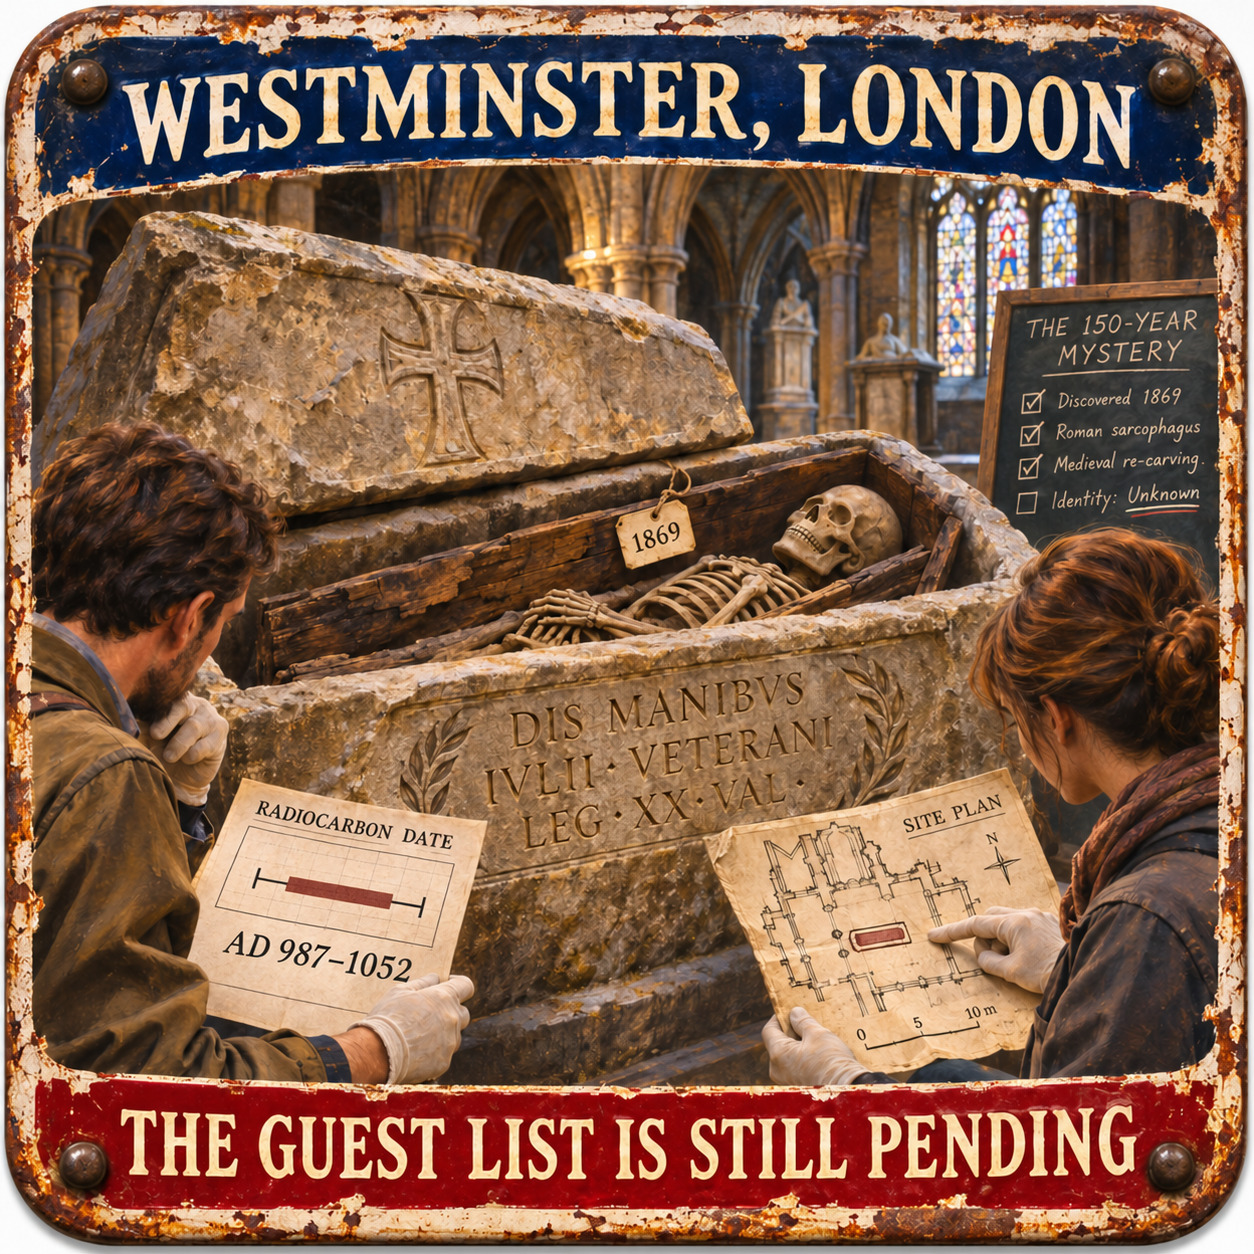 WESTMINSTER, LONDON
THE 150-YEAR
MYSTERY
Discovered 1869
Roman sarcophagus
Medieval re-carving.
Identity: Unknown
1869
DIS MANIBVS
IVLII · VETERANI
LEG · XX · VAL ·
RADIOCARBON DATE
AD 987–1052
SITE PLAN
N
0 5 10 m
THE GUEST LIST IS STILL PENDING